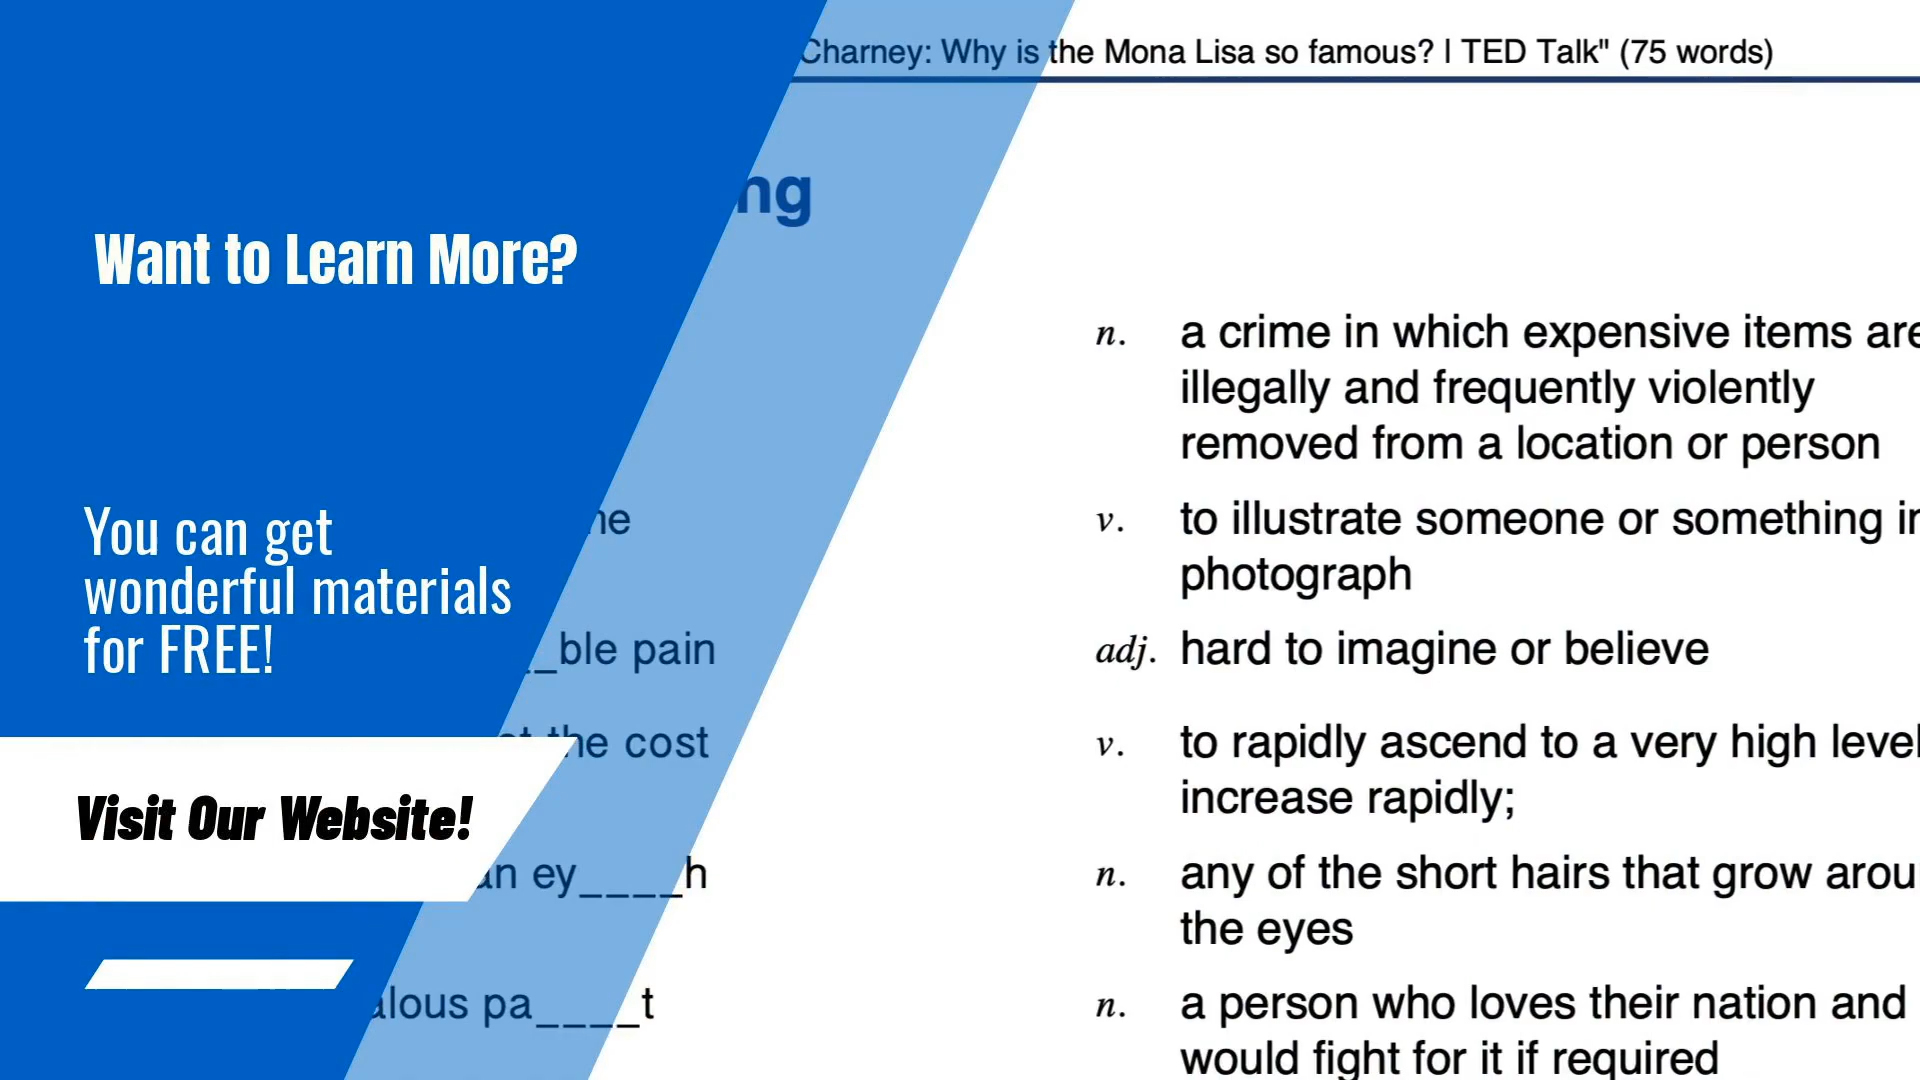 Charney: Why is the Mona Lisa so famous? | TED Talk" (75 words)
ng
Want to Learn More?
You can get
wonderful materials
for FREE!
Visit Our Website!
n. a crime in which expensive items are
illegally and frequently violently
removed from a location or person
v. to illustrate someone or something in
photograph
_ble pain adj. hard to imagine or believe
the cost v. to rapidly ascend to a very high level
increase rapidly;
an ey____h n. any of the short hairs that grow arou
the eyes
alous pa____t n. a person who loves their nation and
would fight for it if required